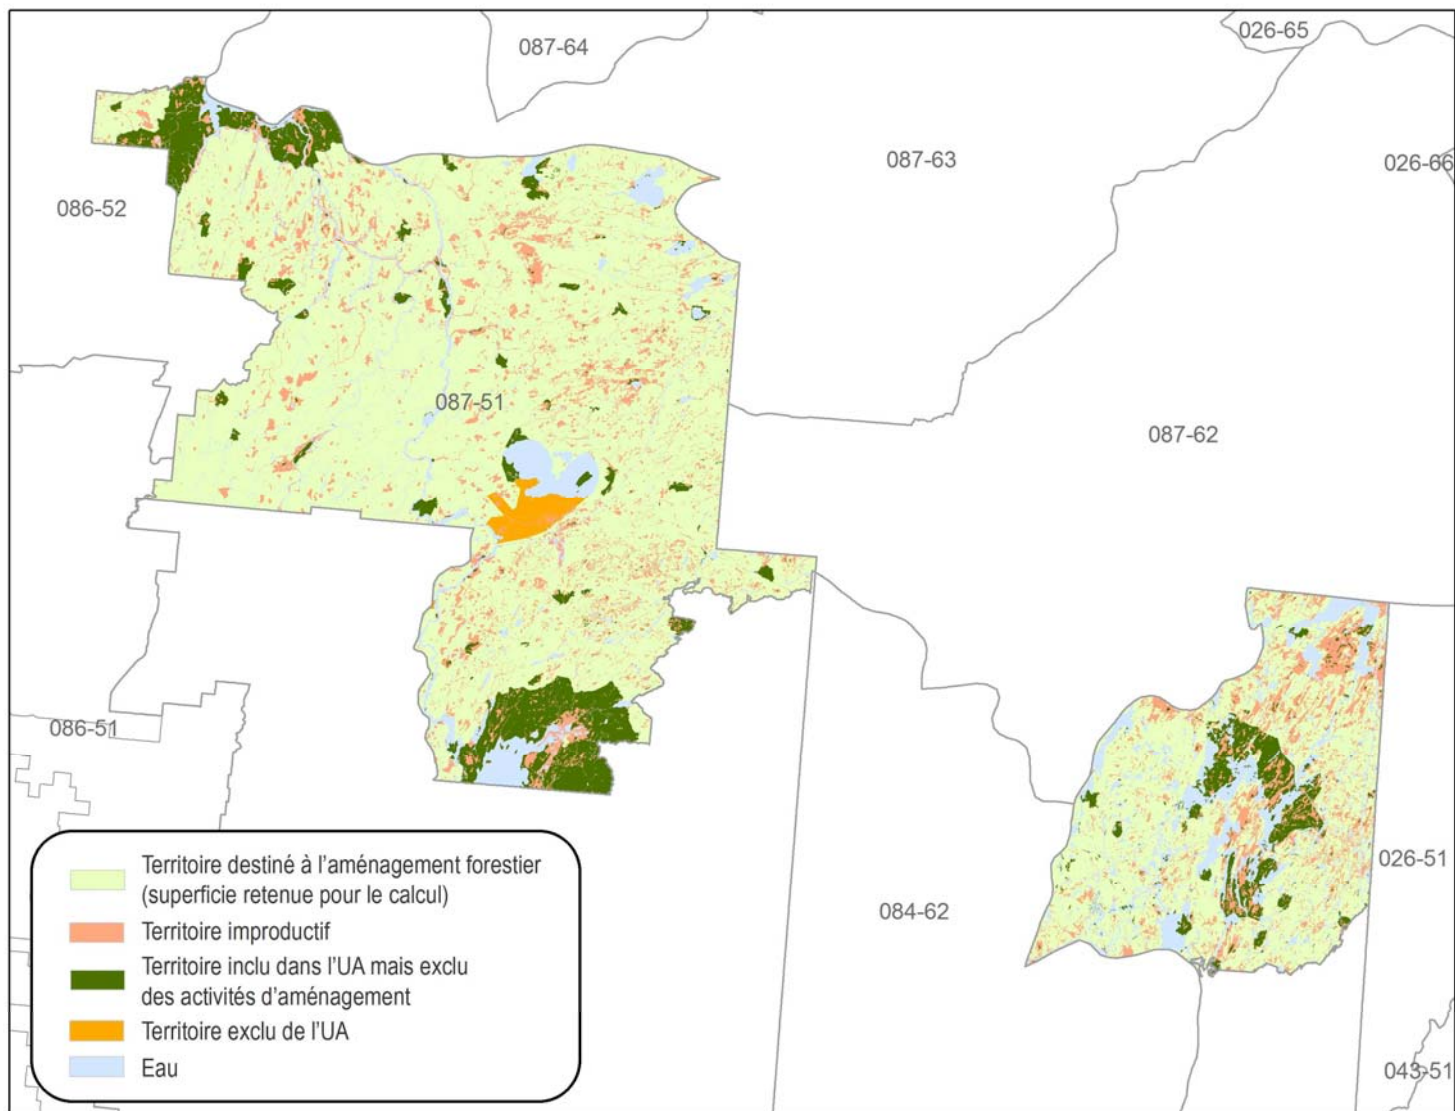 026-65
087-64
087-63
026-66
086-52
087-51
087-62
086-51
026-51
084-62
043-51
Territoire destiné à l'aménagement forestier
(superficie retenue pour le calcul)
Territoire improductif
Territoire inclu dans l'UA mais exclu
des activités d'aménagement
Territoire exclu de l'UA
Eau